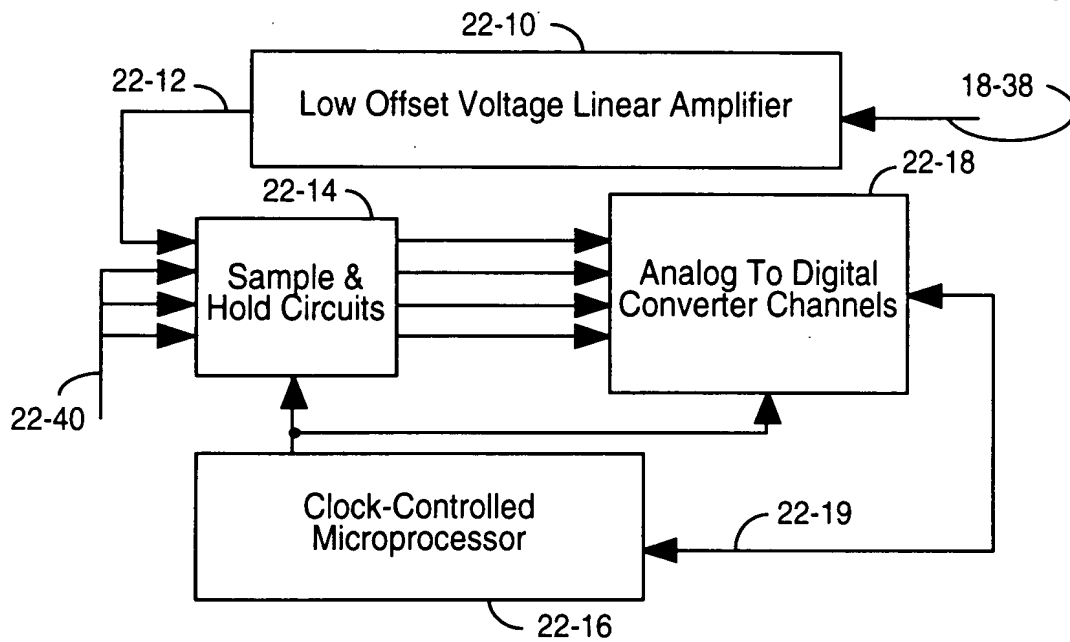 22-10
22-12
Low Offset Voltage Linear Amplifier
18-38
22-14
22-18
Sample &
Hold Circuits
Analog To Digital
Converter Channels
22-40
Clock-Controlled
Microprocessor
22-19
22-16